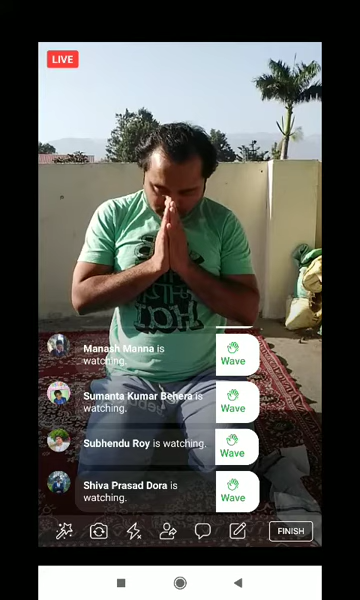 LIVE
Manash Manna is
watching.
Wave
Sumanta Kumar Behera is
watching.
Wave
Subhendu Roy is watching.
Wave
Shiva Prasad Dora is
watching.
Wave
FINISH